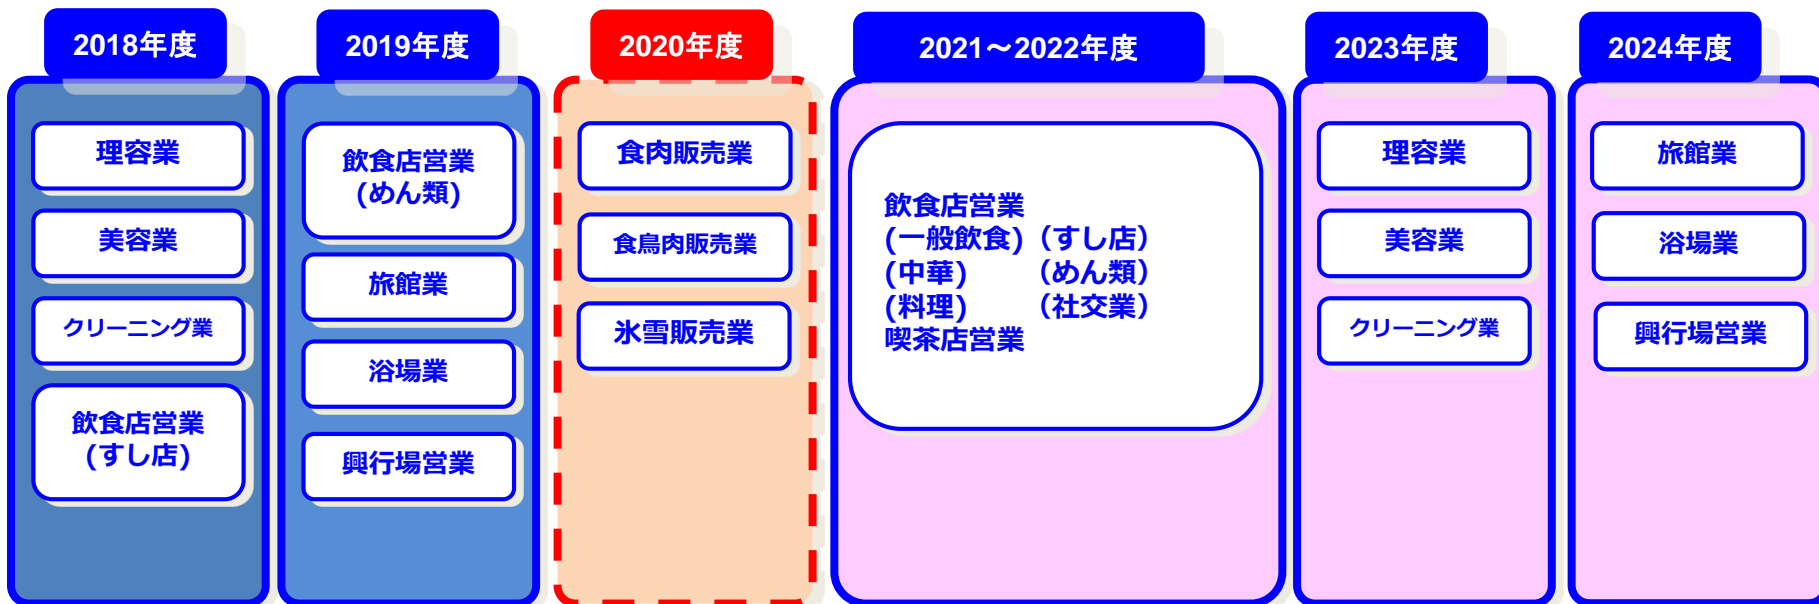 2018年度
理容業
美容業
クリーニング業
飲食店営業
(すし店)
2019年度
飲食店営業
(めん類)
旅館業
浴場業
興行場営業
2020年度
食肉販売業
食鳥肉販売業
氷雪販売業
2021～2022年度
飲食店営業
(一般飲食)（すし店）
(中華)　　（めん類）
(料理)　　（社交業）
喫茶店営業
2023年度
理容業
美容業
クリーニング業
2024年度
旅館業
浴場業
興行場営業